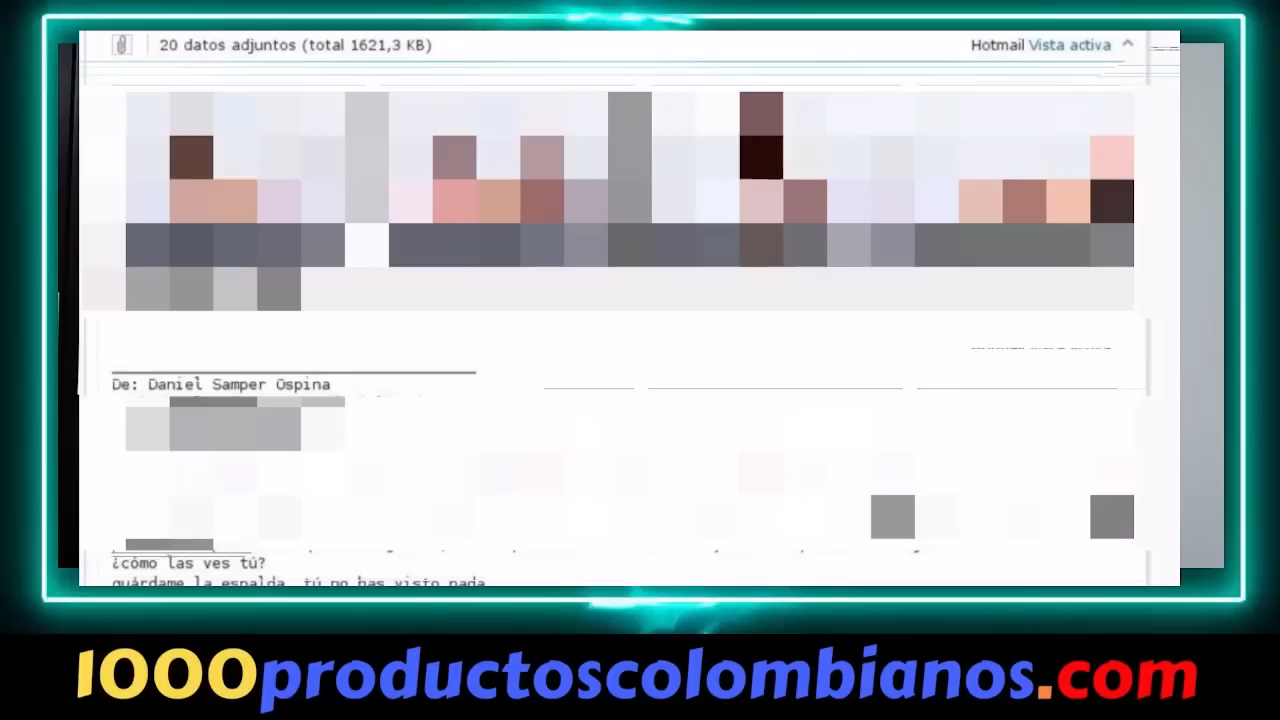 20 datos adjuntos (total 1621,3 KB)
Hotmail Vista activa
De: Daniel Samper Ospina
¿cómo las ves tú?
guárdame la espalda, tú no has visto nada
1000productoscolombianos.com